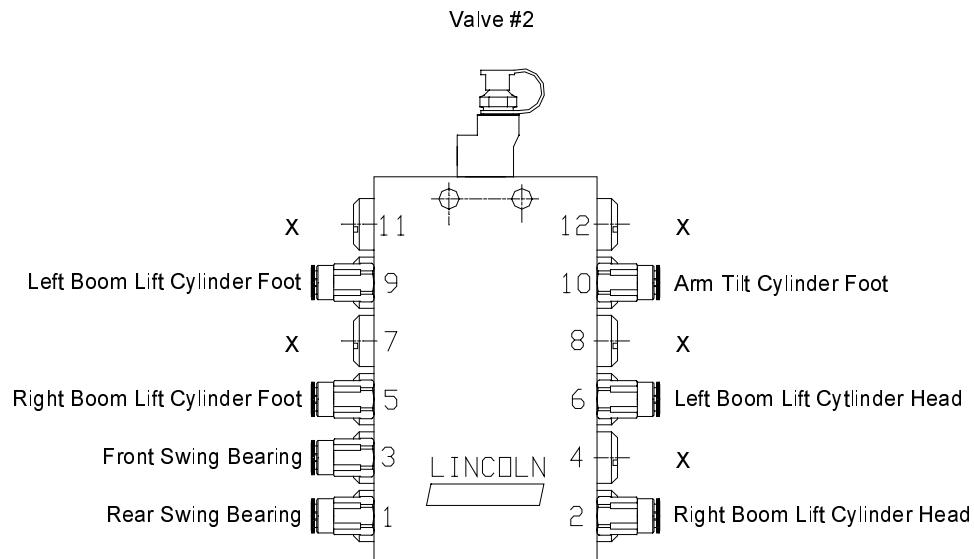 Valve #2
X 11 12 X
Left Boom Lift Cylinder Foot 9 10 Arm Tilt Cylinder Foot
X 7 8 X
Right Boom Lift Cylinder Foot 5 6 Left Boom Lift Cytlinder Head
Front Swing Bearing 3 LINCOLN 4 X
Rear Swing Bearing 1 2 Right Boom Lift Cylinder Head